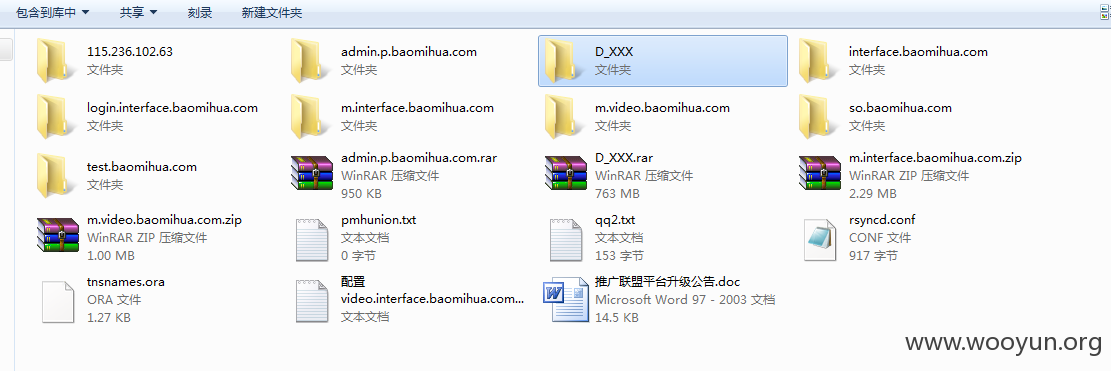 包含到库中 共享 刻录 新建文件夹
115.236.102.63
文件夹
admin.p.baomihua.com
文件夹
D_XXX
文件夹
interface.baomihua.com
文件夹
login.interface.baomihua.com
文件夹
m.interface.baomihua.com
文件夹
m.video.baomihua.com
文件夹
so.baomihua.com
文件夹
test.baomihua.com
文件夹
admin.p.baomihua.com.rar
WinRAR 压缩文件
950 KB
D_XXX.rar
WinRAR 压缩文件
763 MB
m.interface.baomihua.com.zip
WinRAR ZIP 压缩文件
2.29 MB
m.video.baomihua.com.zip
WinRAR ZIP 压缩文件
1.00 MB
pmhunion.txt
文本文档
0 字节
qq2.txt
文本文档
153 字节
rsyncd.conf
CONF 文件
917 字节
tnsnames.ora
ORA 文件
1.27 KB
配置
video.interface.baomihua.com...
文本文档
推广联盟平台升级公告.doc
Microsoft Word 97 - 2003 文档
14.5 KB
www.wooyun.org